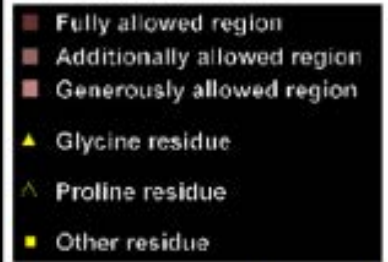 Fully allowed region
Additionally allowed region
Generously allowed region
Glycine residue
Proline residue
Other residue